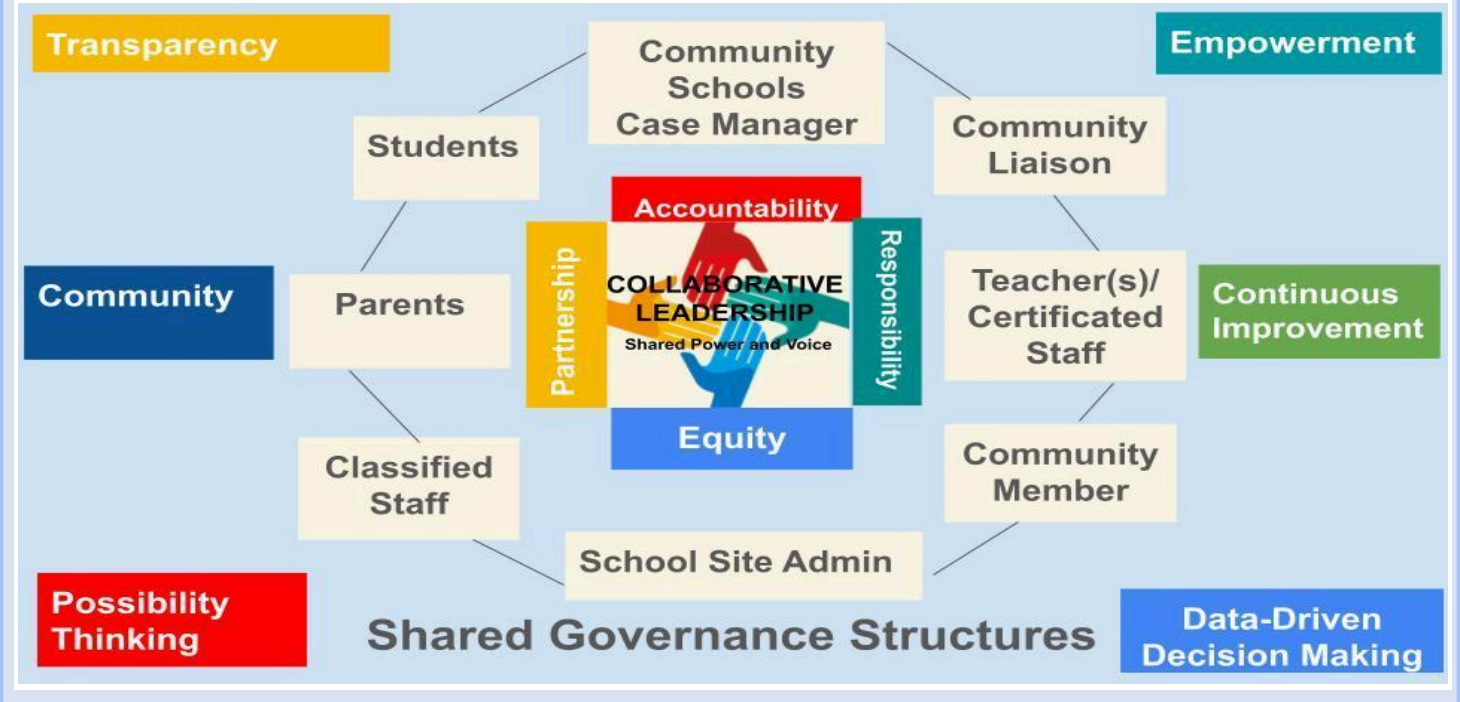 Transparency
Empowerment
Community
Schools
Case Manager
Students
Community
Liaison
Accountability
Partnership
COLLABORATIVE
LEADERSHIP
Shared Power and Voice
Responsibility
Equity
Community
Parents
Teacher(s)/
Certificated
Staff
Continuous
Improvement
Classified
Staff
Community
Member
School Site Admin
Possibility
Thinking
Shared Governance Structures
Data-Driven
Decision Making